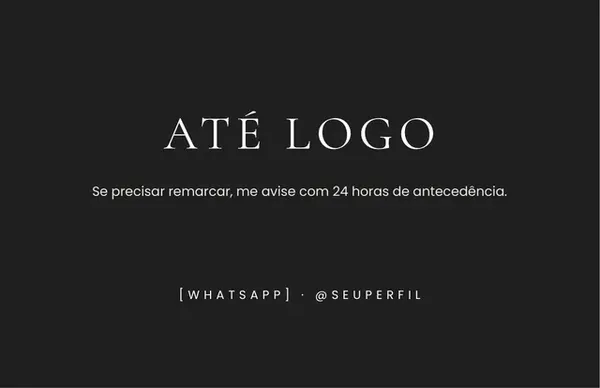 ATÉ LOGO
Se precisar remarcar, me avise com 24 horas de antecedência.
[WHATSAPP] · @SEUPERFIL